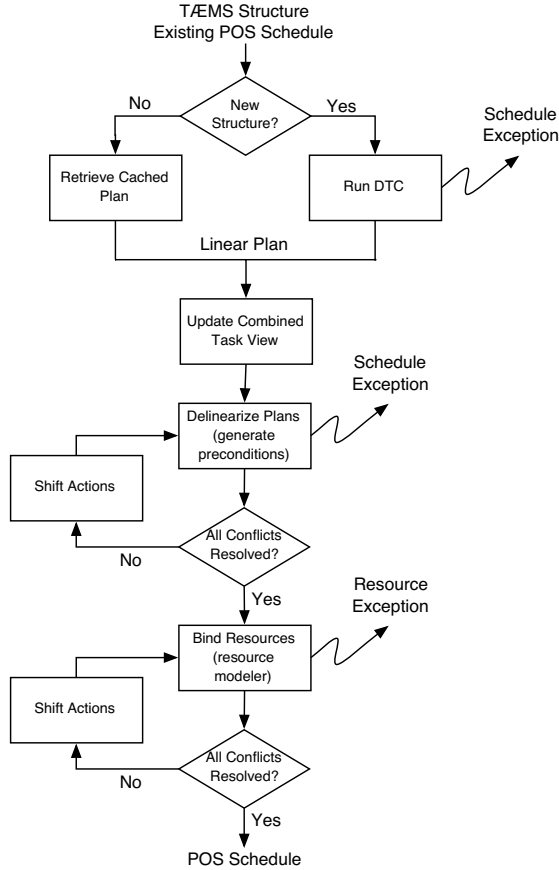 TÆMS Structure
Existing POS Schedule
No
New
Structure?
Yes
Schedule
Exception
Retrieve Cached
Plan
Run DTC
Linear Plan
Update Combined
Task View
Schedule
Exception
Delinearize Plans
(generate
preconditions)
Shift Actions
All Conflicts
Resolved?
No
Yes
Resource
Exception
Bind Resources
(resource
modeler)
Shift Actions
All Conflicts
Resolved?
No
Yes
POS Schedule